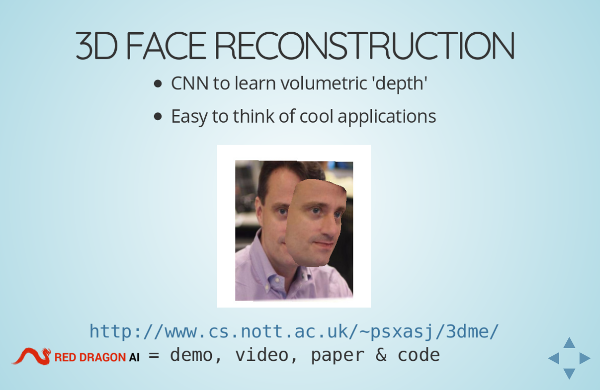 3D FACE RECONSTRUCTION
• CNN to learn volumetric 'depth'
• Easy to think of cool applications
http://www.cs.nott.ac.uk/~psxasj/3dme/
RED DRAGON AI = demo, video, paper & code